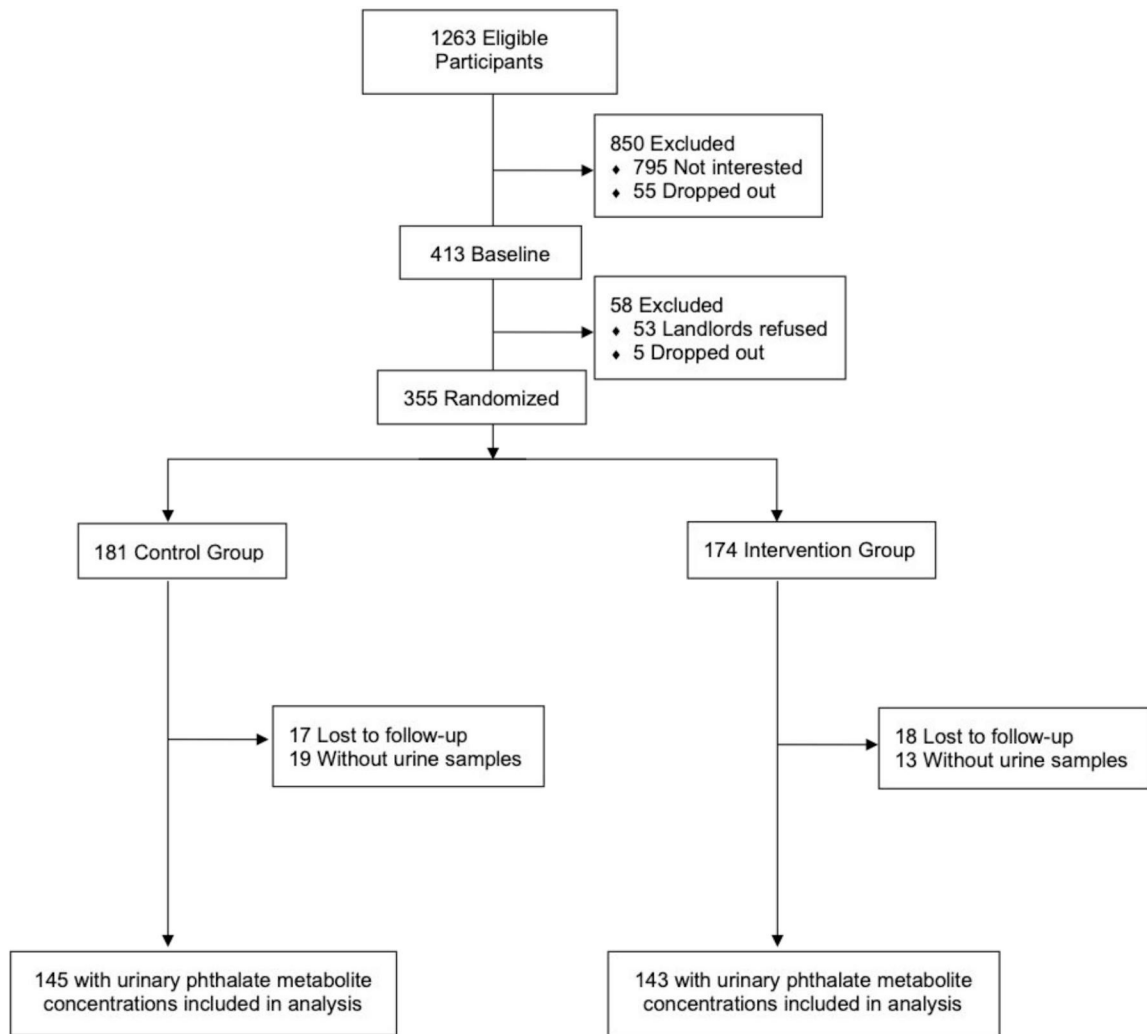 1263 Eligible
Participants
850 Excluded
♦ 795 Not interested
♦ 55 Dropped out
413 Baseline
58 Excluded
♦ 53 Landlords refused
♦ 5 Dropped out
355 Randomized
181 Control Group
174 Intervention Group
17 Lost to follow-up
19 Without urine samples
18 Lost to follow-up
13 Without urine samples
145 with urinary phthalate metabolite
concentrations included in analysis
143 with urinary phthalate metabolite
concentrations included in analysis